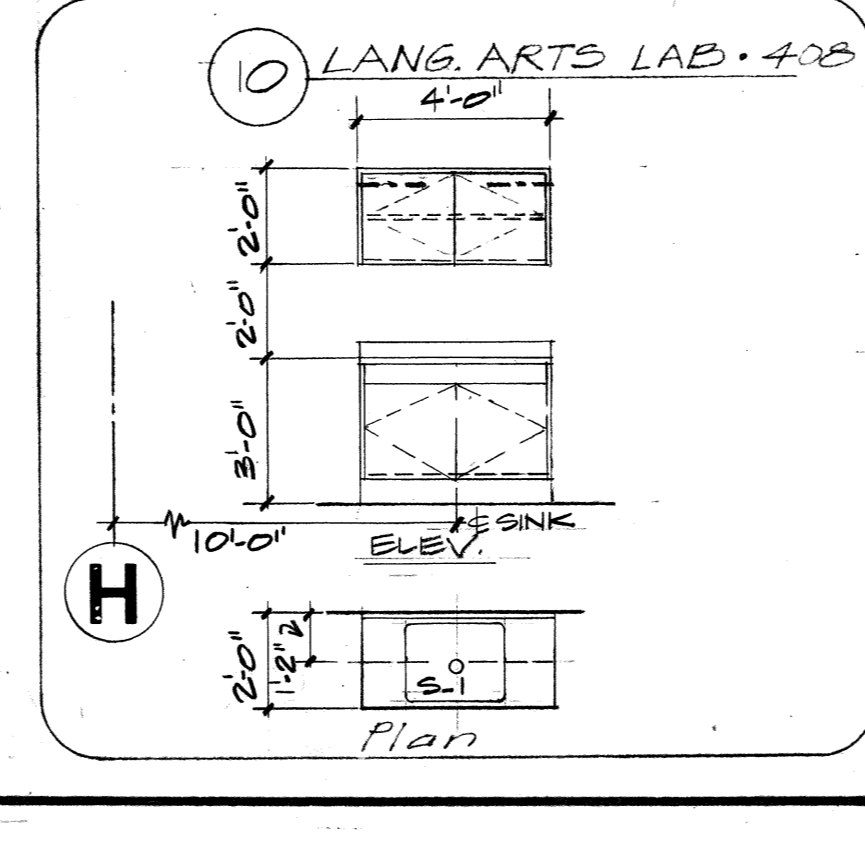 10 LANG. ARTS LAB • 408
4'-0"
2'-0"
2'-0"
3'-0"
10'-0"
℄ SINK
ELEV.
H
2'-0"
1'-2"
S-1
Plan